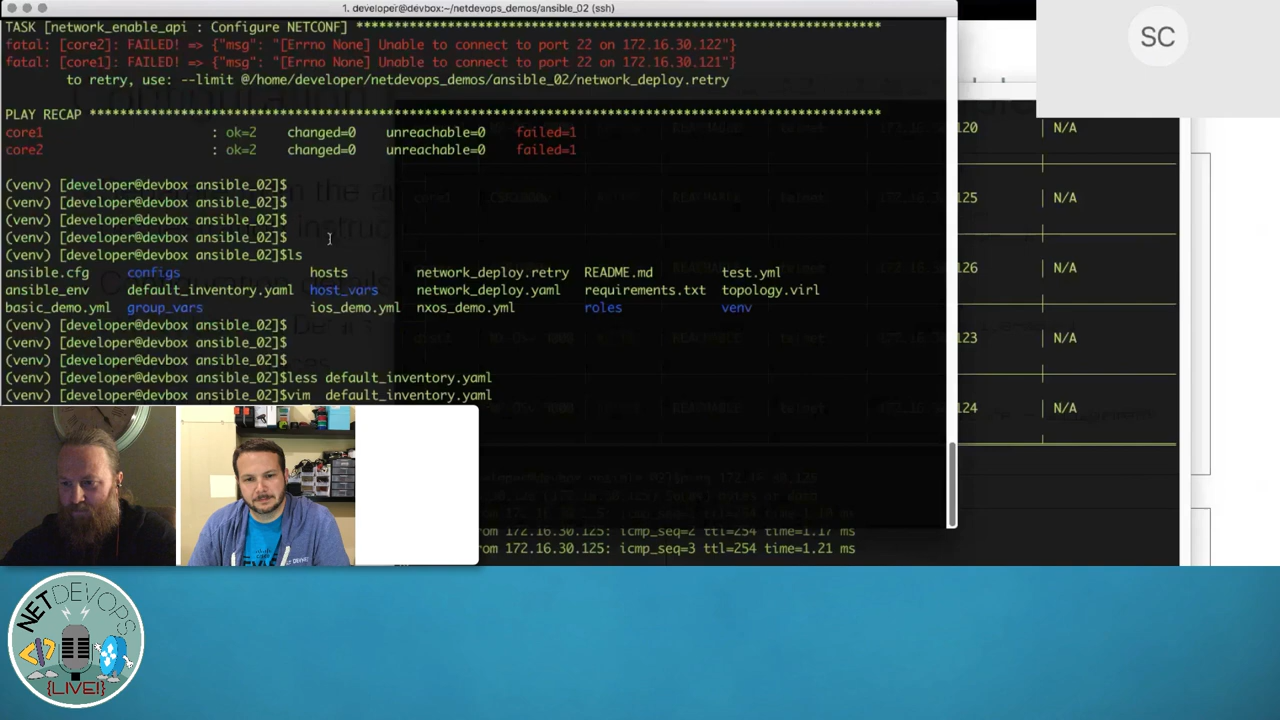 1. developer@devbox:~/netdevops_demos/ansible_02 (ssh)
TASK [network_enable_api : Configure NETCONF] ********************************************************************
fatal: [core2]: FAILED! => {"msg": "[Errno None] Unable to connect to port 22 on 172.16.30.122"}
fatal: [core1]: FAILED! => {"msg": "[Errno None] Unable to connect to port 22 on 172.16.30.121"}
to retry, use: --limit @/home/developer/netdevops_demos/ansible_02/network_deploy.retry
PLAY RECAP *******************************************************************************************************
core1 : ok=2 changed=0 unreachable=0 failed=1
core2 : ok=2 changed=0 unreachable=0 failed=1
(venv) [developer@devbox ansible_02]$
(venv) [developer@devbox ansible_02]$
(venv) [developer@devbox ansible_02]$
(venv) [developer@devbox ansible_02]$
(venv) [developer@devbox ansible_02]$ls
ansible.cfg configs hosts network_deploy.retry README.md test.yml
ansible_env default_inventory.yaml host_vars network_deploy.yaml requirements.txt topology.virl
basic_demo.yml group_vars ios_demo.yml nxos_demo.yml roles venv
(venv) [developer@devbox ansible_02]$
(venv) [developer@devbox ansible_02]$
(venv) [developer@devbox ansible_02]$
(venv) [developer@devbox ansible_02]$less default_inventory.yaml
(venv) [developer@devbox ansible_02]$vim default_inventory.yaml
SC
120 N/A
125 N/A
126 N/A
123 N/A
124 N/A
rom 172.16.30.125: icmp_seq=2 ttl=254 time=1.17 ms
rom 172.16.30.125: icmp_seq=3 ttl=254 time=1.21 ms
NETDEVOPS
{LIVE!}